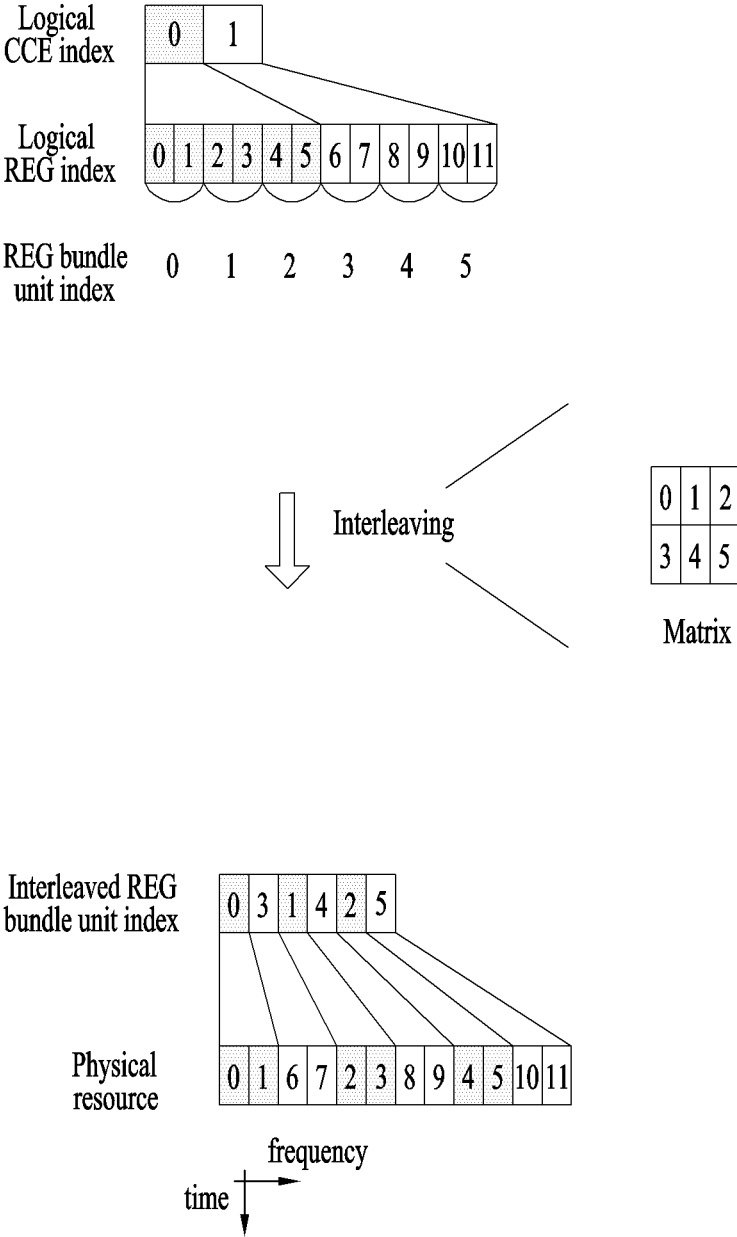 Logical
CCE index
0 1
Logical
REG index
0 1 2 3 4 5 6 7 8 9 10 11
REG bundle
unit index
0 1 2 3 4 5
Interleaving
0 1 2
3 4 5
Matrix
Interleaved REG
bundle unit index
0 3 1 4 2 5
Physical
resource
0 1 6 7 2 3 8 9 4 5 10 11
frequency
time